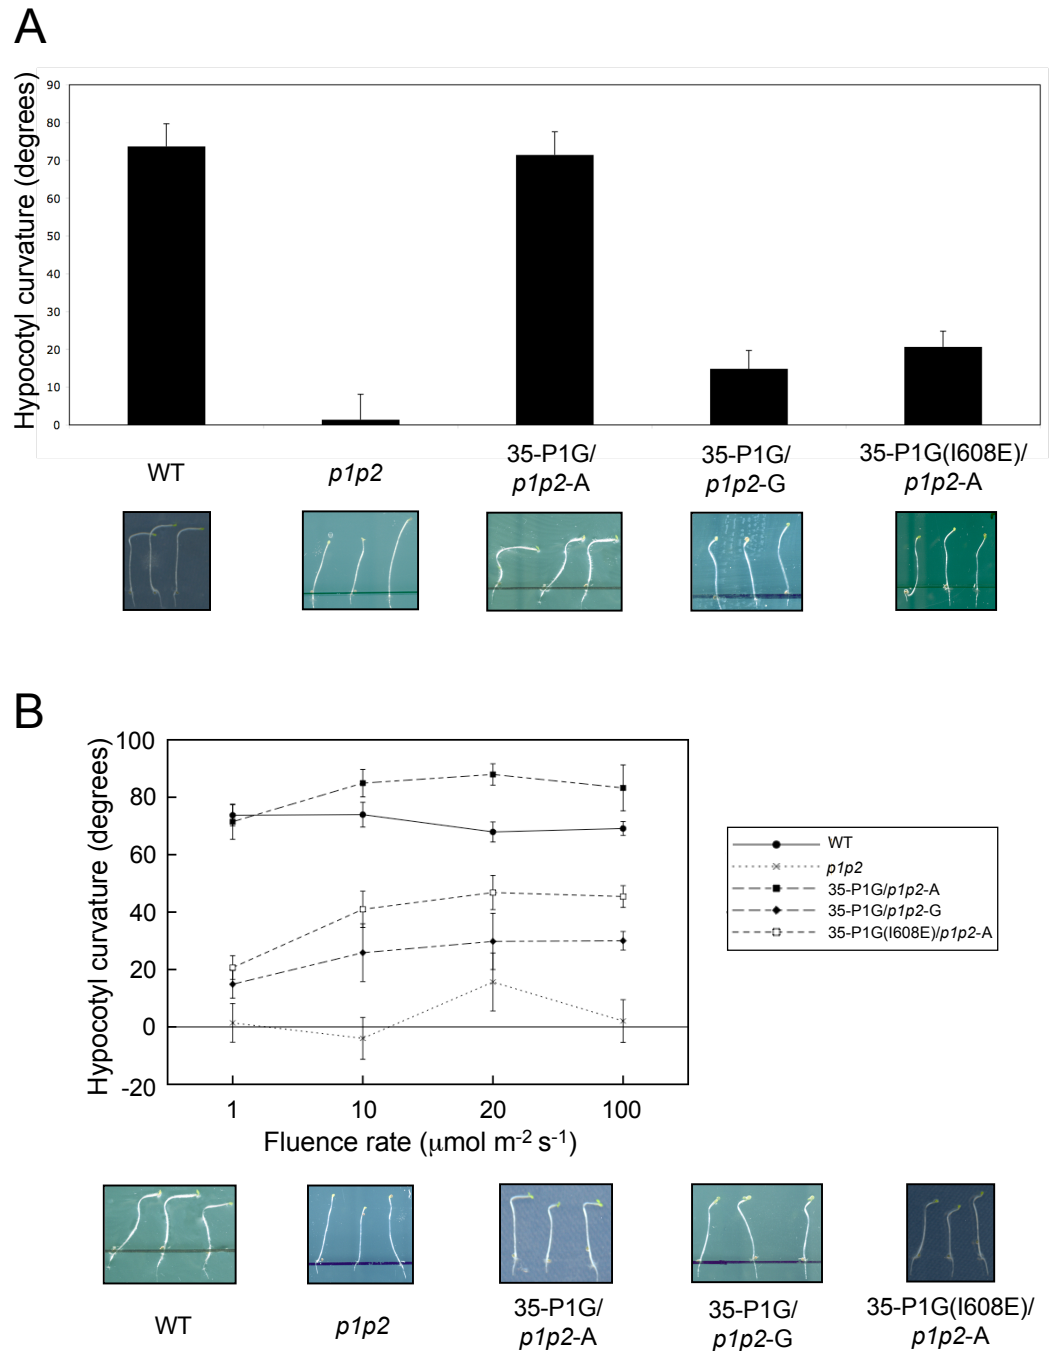 A
Hypocotyl curvature (degrees)
90
80
70
60
50
40
30
20
10
0
WT
p1p2
35-P1G/
p1p2-A
35-P1G/
p1p2-G
35-P1G(I608E)/
p1p2-A
B
Hypocotyl curvature (degrees)
100
80
60
40
20
0
-20
1 10 20 100
Fluence rate (μmol m⁻² s⁻¹)
WT
p1p2
35-P1G/p1p2-A
35-P1G/p1p2-G
35-P1G(I608E)/p1p2-A
WT
p1p2
35-P1G/
p1p2-A
35-P1G/
p1p2-G
35-P1G(I608E)/
p1p2-A